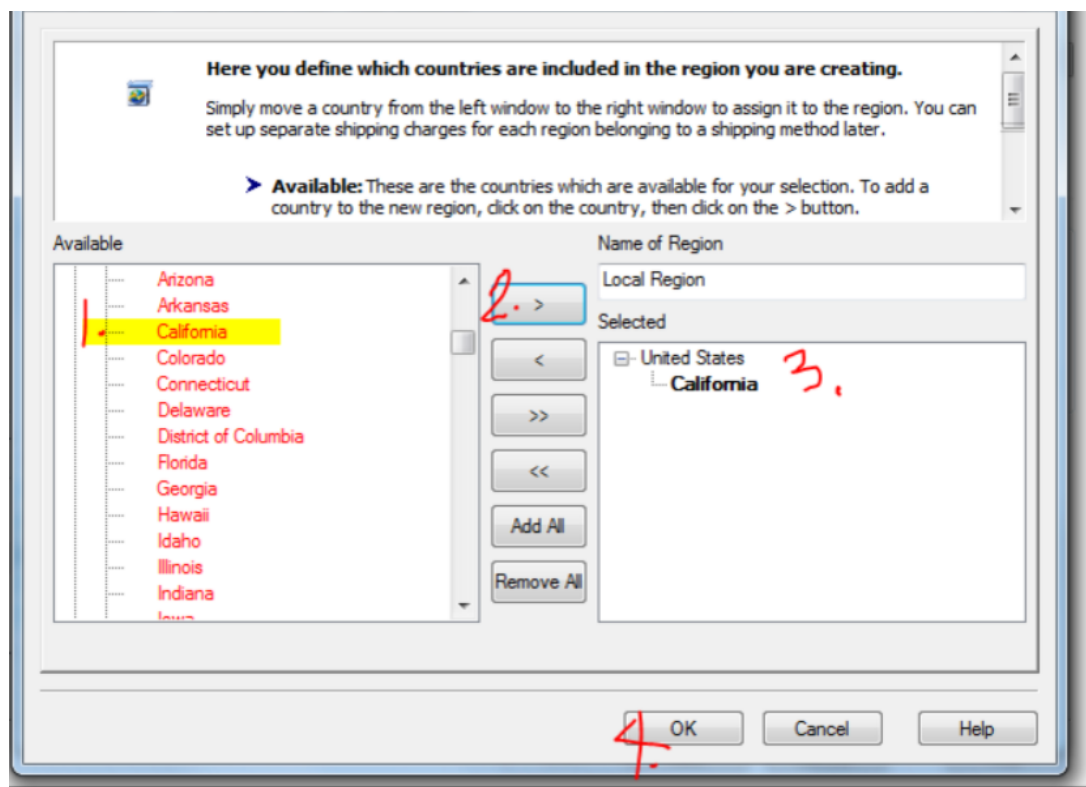 Here you define which countries are included in the region you are creating.
Simply move a country from the left window to the right window to assign it to the region. You can
set up separate shipping charges for each region belonging to a shipping method later.
Available: These are the countries which are available for your selection. To add a
country to the new region, click on the country, then click on the > button.
Available
Arizona
Arkansas
1. California
Colorado
Connecticut
Delaware
District of Columbia
Florida
Georgia
Hawaii
Idaho
Illinois
Indiana
Iowa
2. >
<
>>
<<
Add All
Remove All
Name of Region
Local Region
Selected
United States
California
3.
4. OK
Cancel
Help